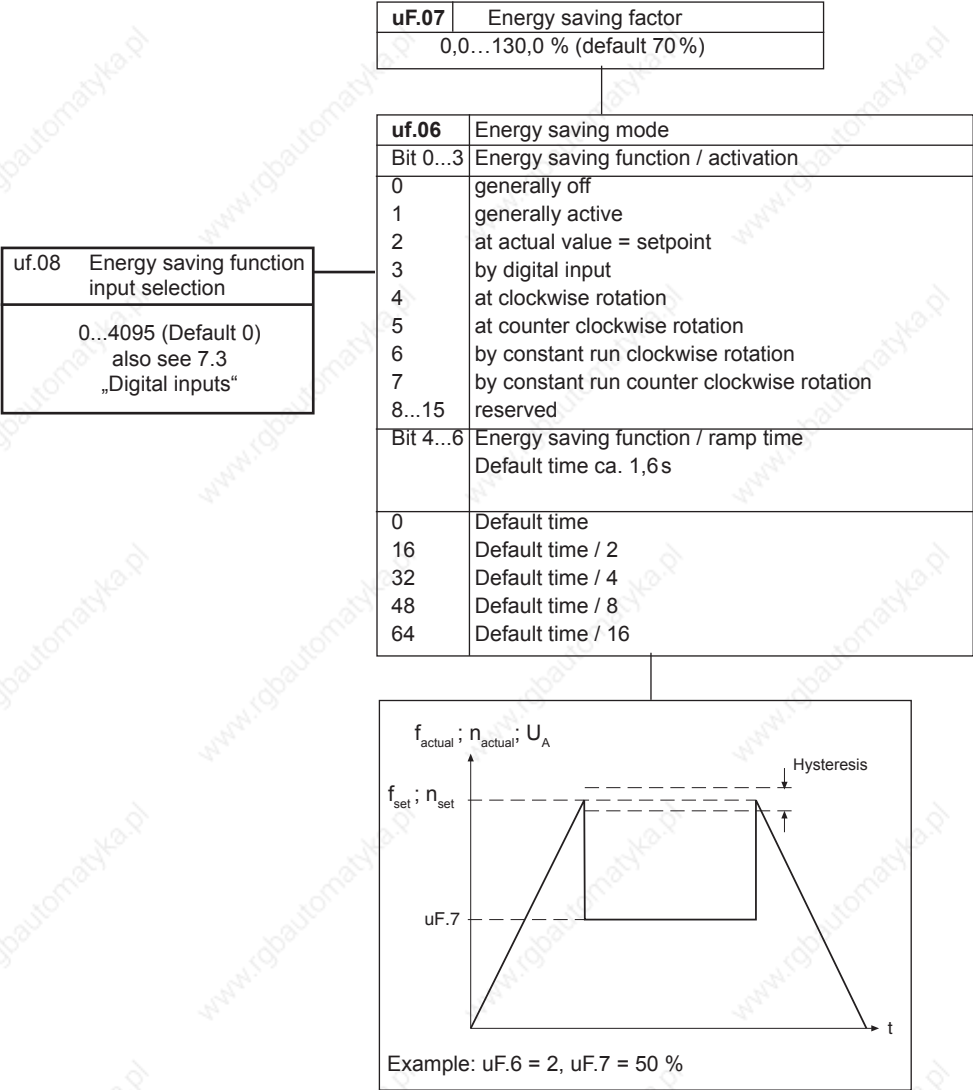 uF.07 Energy saving factor
0,0…130,0 % (default 70%)
uf.06 Energy saving mode
Bit 0...3 Energy saving function / activation
0 generally off
1 generally active
2 at actual value = setpoint
3 by digital input
4 at clockwise rotation
5 at counter clockwise rotation
6 by constant run clockwise rotation
7 by constant run counter clockwise rotation
8...15 reserved
Bit 4...6 Energy saving function / ramp time
Default time ca. 1,6s
0 Default time
16 Default time / 2
32 Default time / 4
48 Default time / 8
64 Default time / 16
uf.08 Energy saving function
input selection
0...4095 (Default 0)
also see 7.3
„Digital inputs“
f_actual ; n_actual; U_A
Hysteresis
f_set ; n_set
uF.7
t
Example: uF.6 = 2, uF.7 = 50 %
www.rgbautomatyka.pl